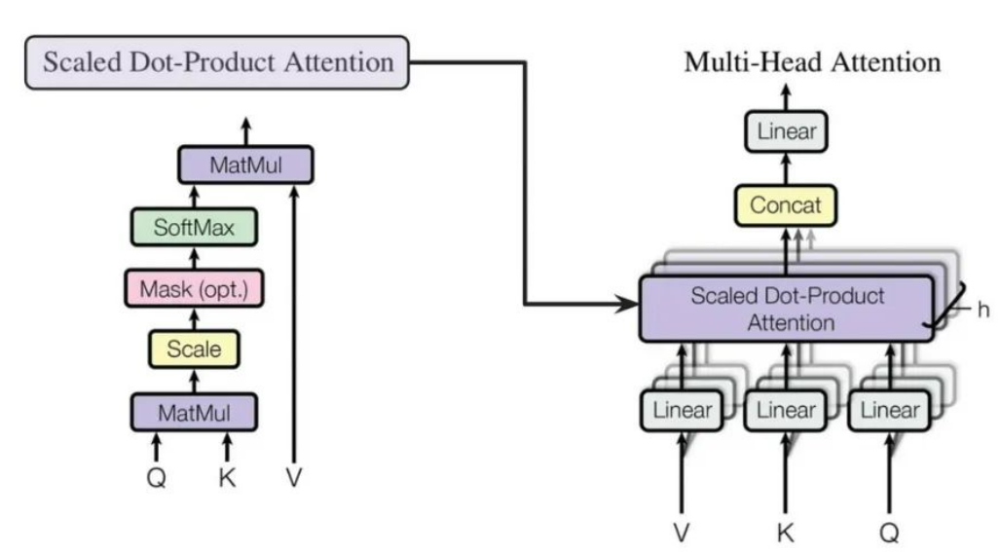 Scaled Dot-Product Attention
MatMul
SoftMax
Mask (opt.)
Scale
MatMul
Q K V
Multi-Head Attention
Linear
Concat
Scaled Dot-Product
Attention
h
Linear Linear Linear
V K Q